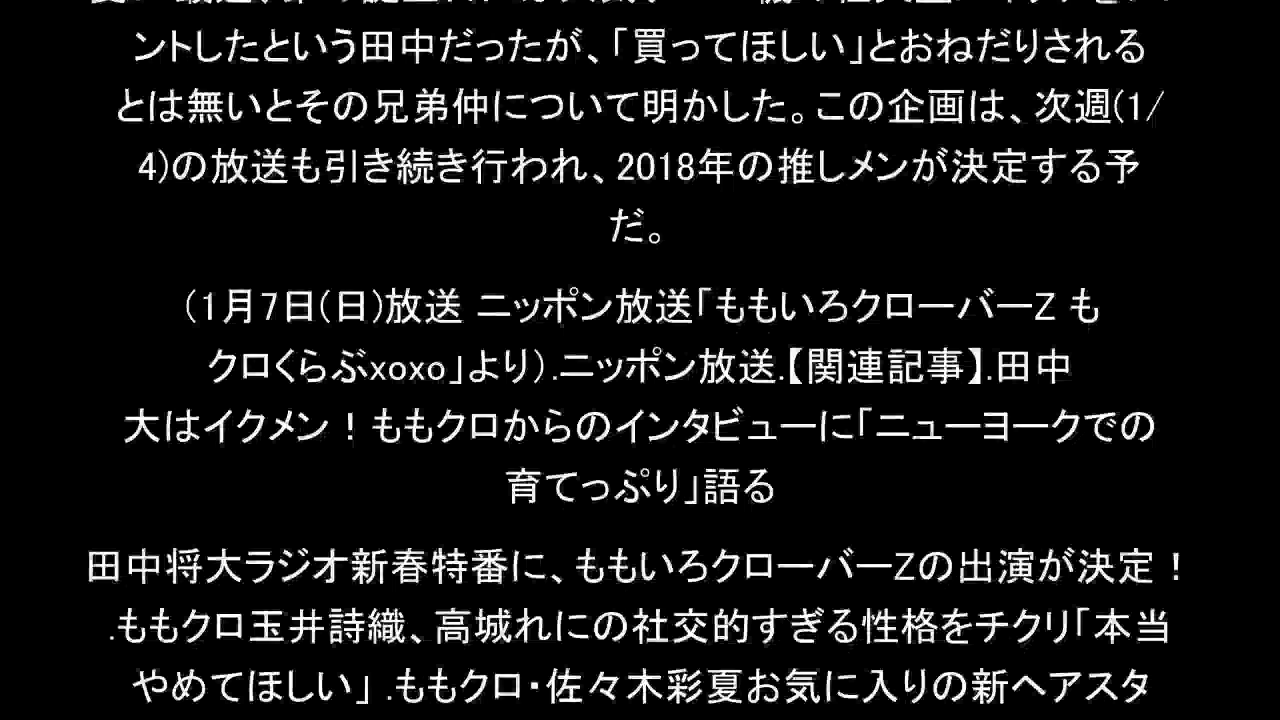 ントしたという田中だったが、「買ってほしい」とおねだりされる
とは無いとその兄弟仲について明かした。この企画は、次週(1/
4)の放送も引き続き行われ、2018年の推しメンが決定する予
だ。
(1月7日(日)放送 ニッポン放送「ももいろクローバーZ も
クロくらぶxoxo」より).ニッポン放送.【関連記事】.田中
大はイクメン！ももクロからのインタビューに「ニューヨークでの
育てっぷり」語る
田中将大ラジオ新春特番に、ももいろクローバーZの出演が決定！
.ももクロ玉井詩織、高城れにの社交的すぎる性格をチクリ「本当
やめてほしい」.ももクロ・佐々木彩夏お気に入りの新ヘアスタ